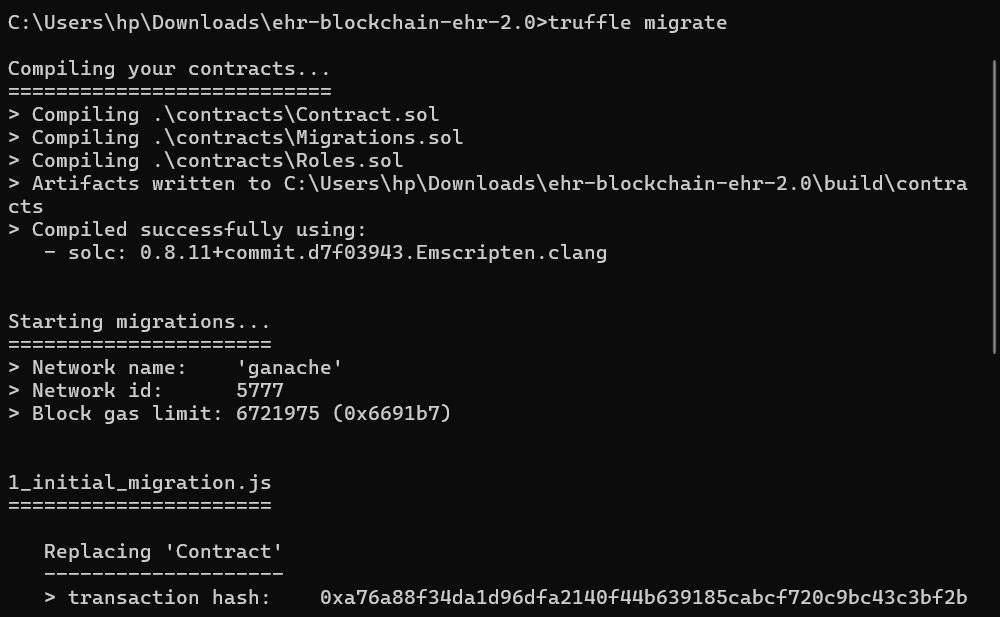 C:\Users\hp\Downloads\ehr-blockchain-ehr-2.0>truffle migrate
Compiling your contracts...
===========================
> Compiling .\contracts\Contract.sol
> Compiling .\contracts\Migrations.sol
> Compiling .\contracts\Roles.sol
> Artifacts written to C:\Users\hp\Downloads\ehr-blockchain-ehr-2.0\build\contra
cts
> Compiled successfully using:
   - solc: 0.8.11+commit.d7f03943.Emscripten.clang
Starting migrations...
======================
> Network name:    'ganache'
> Network id:      5777
> Block gas limit: 6721975 (0x6691b7)
1_initial_migration.js
======================
   Replacing 'Contract'
   --------------------
   > transaction hash:    0xa76a88f34da1d96dfa2140f44b639185cabcf720c9bc43c3bf2b